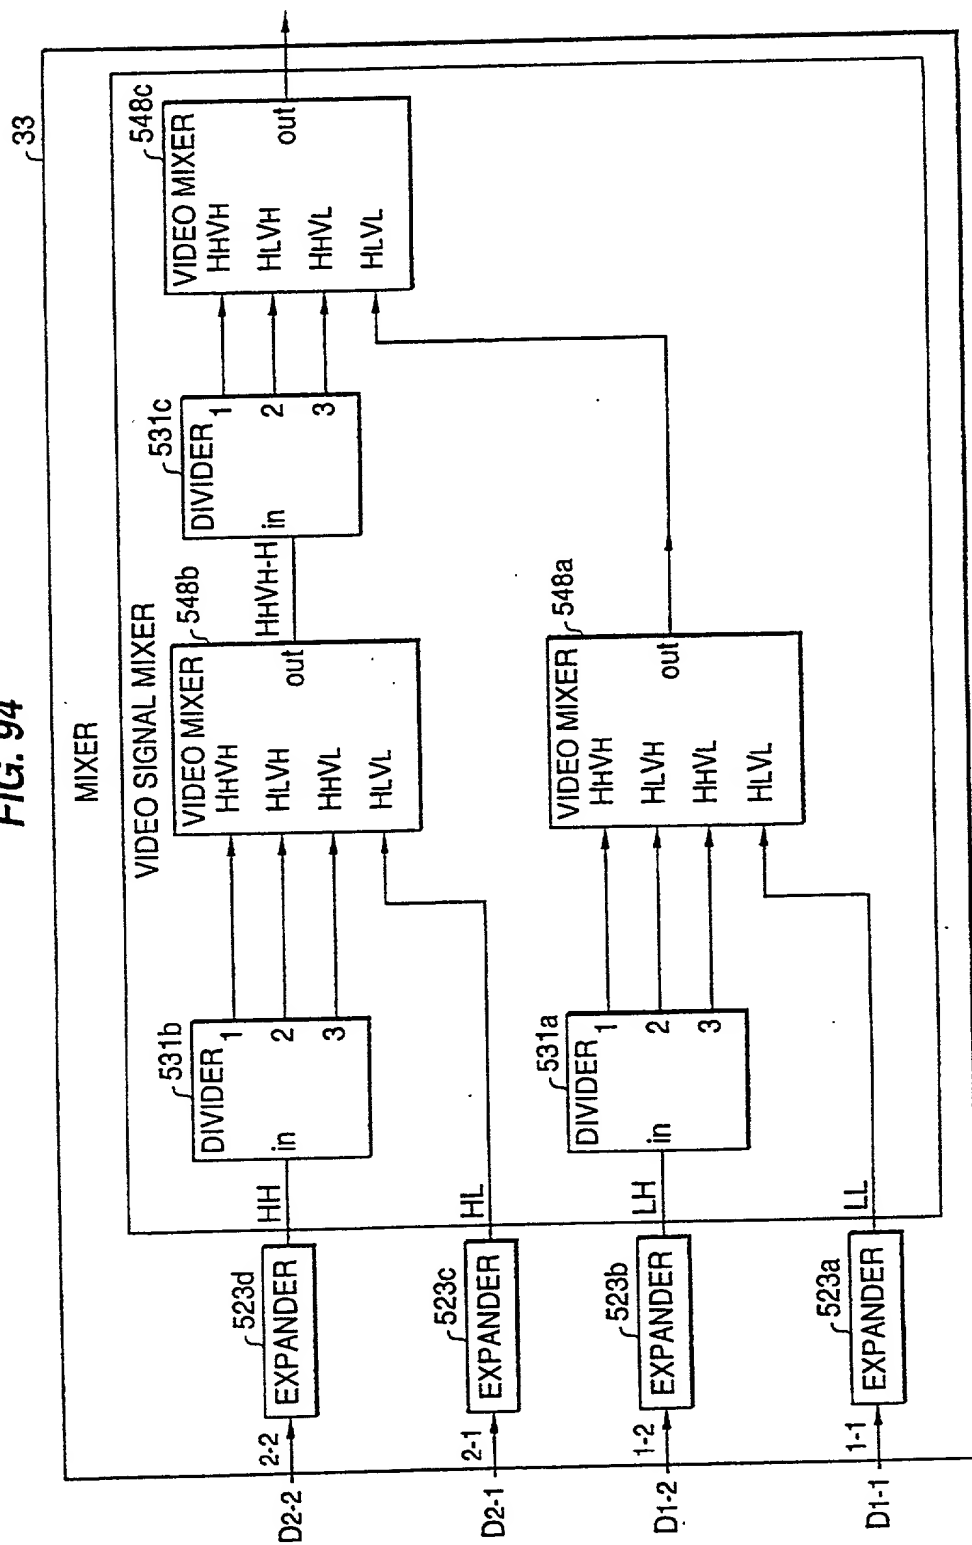 FIG. 94
33
MIXER
VIDEO SIGNAL MIXER
D2-2
2-2
523d
EXPANDER
HH
531b
DIVIDER
in
1
2
3
548b
VIDEO MIXER
HHVH
HLVH
HHVL
HLVL
out
HHVH-H
531c
DIVIDER
in
1
2
3
548c
VIDEO MIXER
HHVH
HLVH
HHVL
HLVL
out
D2-1
2-1
523c
EXPANDER
HL
D1-2
1-2
523b
EXPANDER
LH
531a
DIVIDER
in
1
2
3
548a
VIDEO MIXER
HHVH
HLVH
HHVL
HLVL
out
D1-1
1-1
523a
EXPANDER
LL